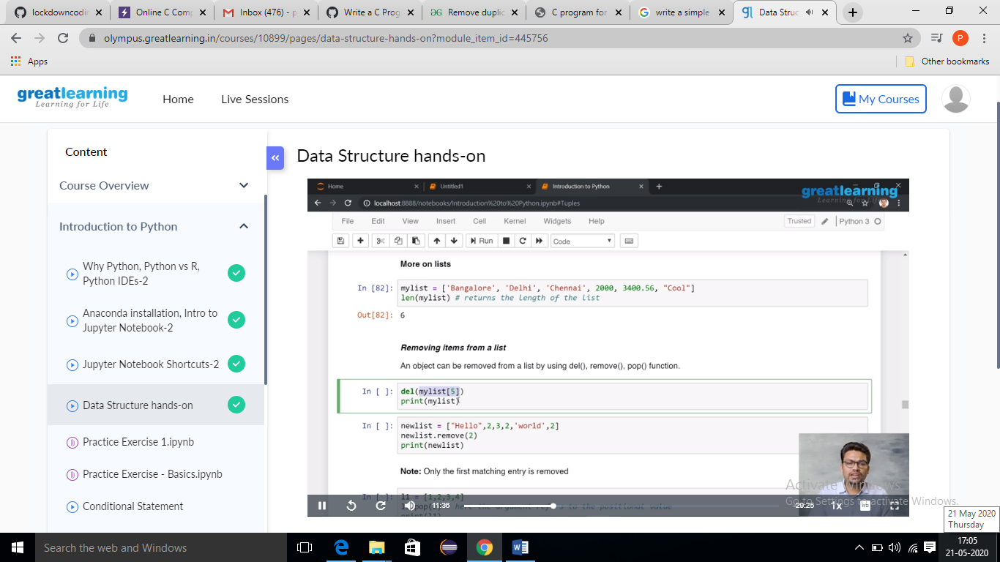 lockdowncodi
Online C Com
Inbox (476) - p
Write a C Prog
Remove duplic
C program for
write a simple
Data Struc
olympus.greatlearning.in/courses/10899/pages/data-structure-hands-on?module_item_id=445756
P
Apps
Other bookmarks
greatlearning
Learning for Life
Home
Live Sessions
My Courses
Content
Course Overview
Introduction to Python
Why Python, Python vs R,
Python IDEs-2
Anaconda installation, Intro to
Jupyter Notebook-2
Jupyter Notebook Shortcuts-2
Data Structure hands-on
Practice Exercise 1.ipynb
Practice Exercise - Basics.ipynb
Conditional Statement
Data Structure hands-on
Home
Untitled1
Introduction to Python
greatlearning
Learning for Life
localhost:8888/notebooks/Introduction%20to%20Python.ipynb#Tuples
File Edit View Insert Cell Kernel Widgets Help
Trusted
Python 3
Run
Code
More on lists
In [82]: mylist = ['Bangalore', 'Delhi', 'Chennai', 2000, 3400.56, "Cool"]
len(mylist) # returns the length of the list
Out[82]: 6
Removing items from a list
An object can be removed from a list by using del(), remove(), pop() function.
In [ ]: del(mylist[5])
print(mylist)
In [ ]: newlist = ["Hello",2,3,2,'world',2]
newlist.remove(2)
print(newlist)
Note: Only the first matching entry is removed
In [ ]: l1 = [1,2,3,4]
here the argument refers to the positional value
11:36
-29:25
1x
HD
Activate Windows
Go to Settings to activate Windows.
21 May 2020
Thursday
Search the web and Windows
17:05
21-05-2020